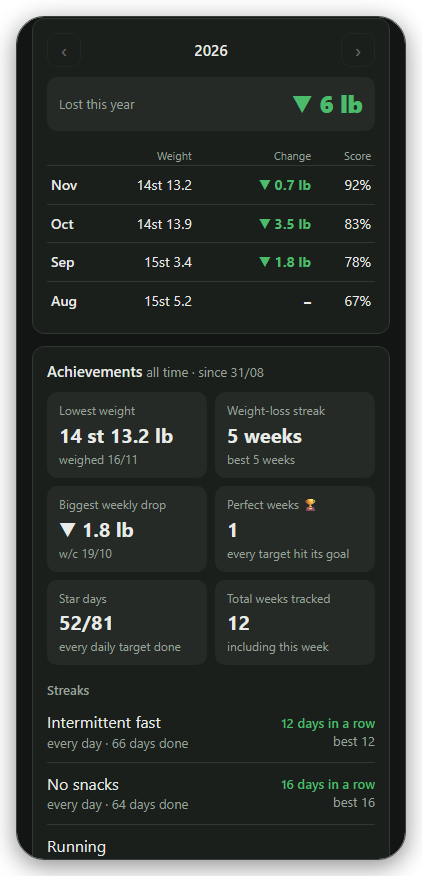 ‹ 2026 ›
Lost this year ▼ 6 lb
Weight Change Score
Nov 14st 13.2 ▼ 0.7 lb 92%
Oct 14st 13.9 ▼ 3.5 lb 83%
Sep 15st 3.4 ▼ 1.8 lb 78%
Aug 15st 5.2 – 67%
Achievements all time · since 31/08
Lowest weight
14 st 13.2 lb
weighed 16/11
Weight-loss streak
5 weeks
best 5 weeks
Biggest weekly drop
▼ 1.8 lb
w/c 19/10
Perfect weeks 🏆
1
every target hit its goal
Star days
52/81
every daily target done
Total weeks tracked
12
including this week
Streaks
Intermittent fast 12 days in a row
every day · 66 days done best 12
No snacks 16 days in a row
every day · 64 days done best 16
Running